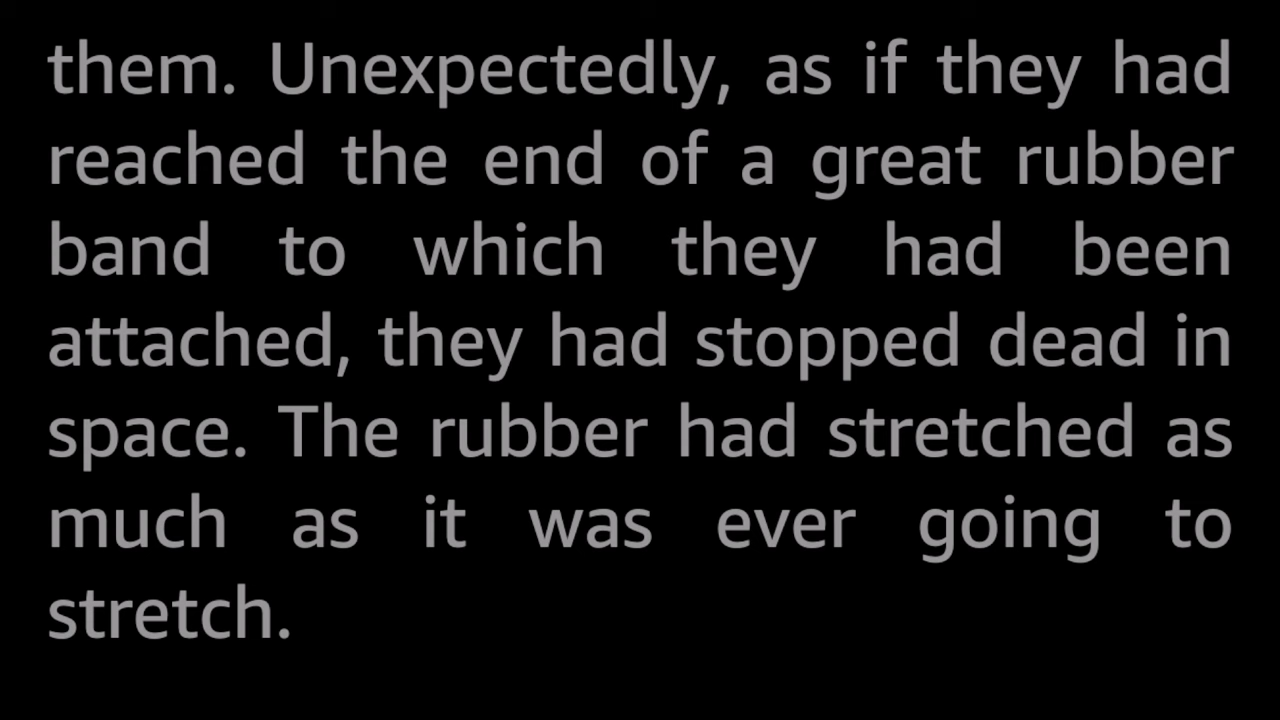 them. Unexpectedly, as if they had
reached the end of a great rubber
band to which they had been
attached, they had stopped dead in
space. The rubber had stretched as
much as it was ever going to
stretch.